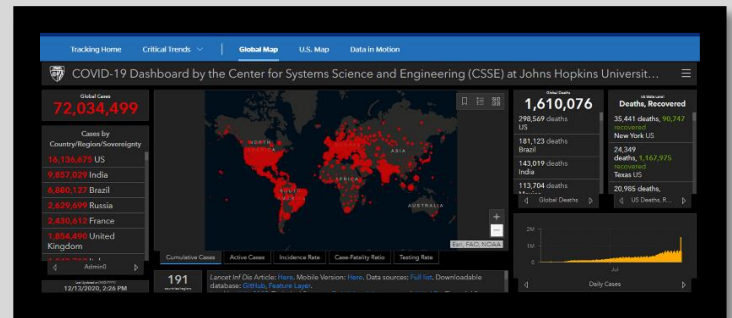 Tracking Home Critical Trends Global Map U.S. Map Data in Motion
COVID-19 Dashboard by the Center for Systems Science and Engineering (CSSE) at Johns Hopkins Universit...
Global Cases
72,034,499
Cases by
Country/Region/Sovereignty
16,136,675 US
9,857,029 India
6,880,127 Brazil
2,629,699 Russia
2,430,612 France
1,854,490 United
Kingdom
Admin0
12/13/2020, 2:26 PM
NORTH
AMERICA
SOUTH
AMERICA
AFRICA
ASIA
AUSTRALIA
+
−
Esri, FAO, NOAA
Cumulative Cases Active Cases Incidence Rate Case-Fatality Ratio Testing Rate
191
countries/regions
Lancet Inf Dis Article: Here. Mobile Version: Here. Data sources: Full list. Downloadable
database: GitHub, Feature Layer.
Global Deaths
1,610,076
298,569 deaths
US
181,123 deaths
Brazil
143,019 deaths
India
113,704 deaths
Mexico
Global Deaths
US State Level
Deaths, Recovered
35,441 deaths, 90,747
recovered
New York US
24,349
deaths, 1,167,975
recovered
Texas US
20,985 deaths,
US Deaths, R...
2M
1M
0
Jul
Daily Cases